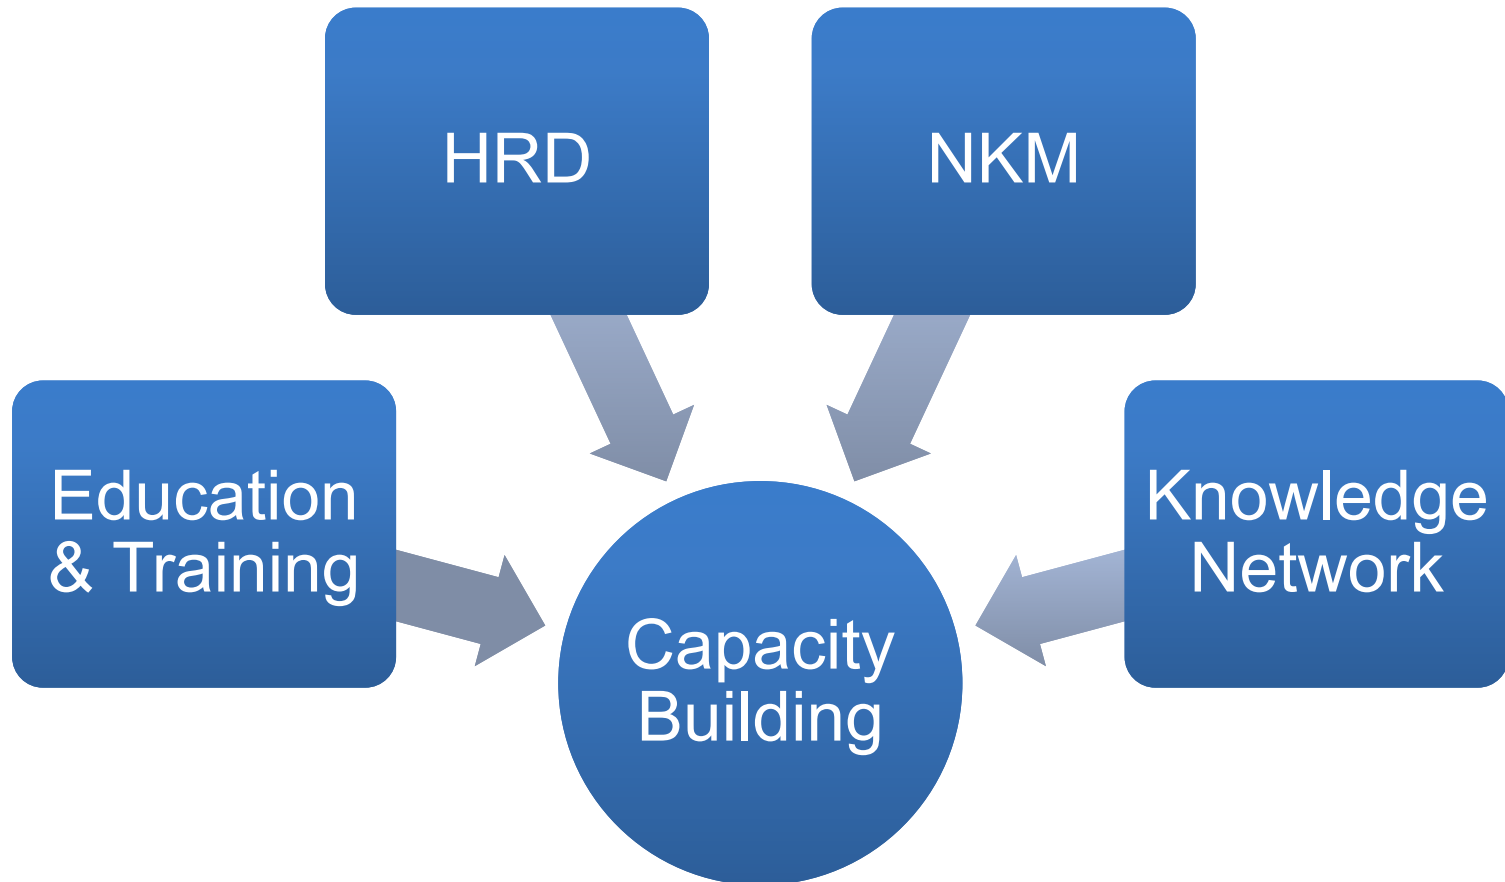 HRD
NKM
Education
& Training
Knowledge
Network
Capacity
Building